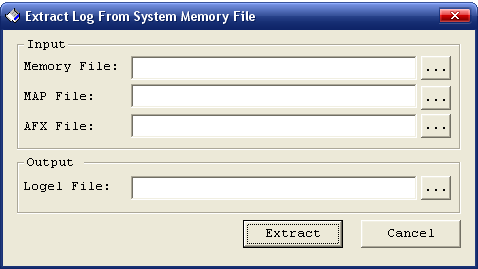 Extract Log From System Memory File
Input
Memory File: ...
MAP File: ...
AFX File: ...
Output
Logel File: ...
Extract Cancel